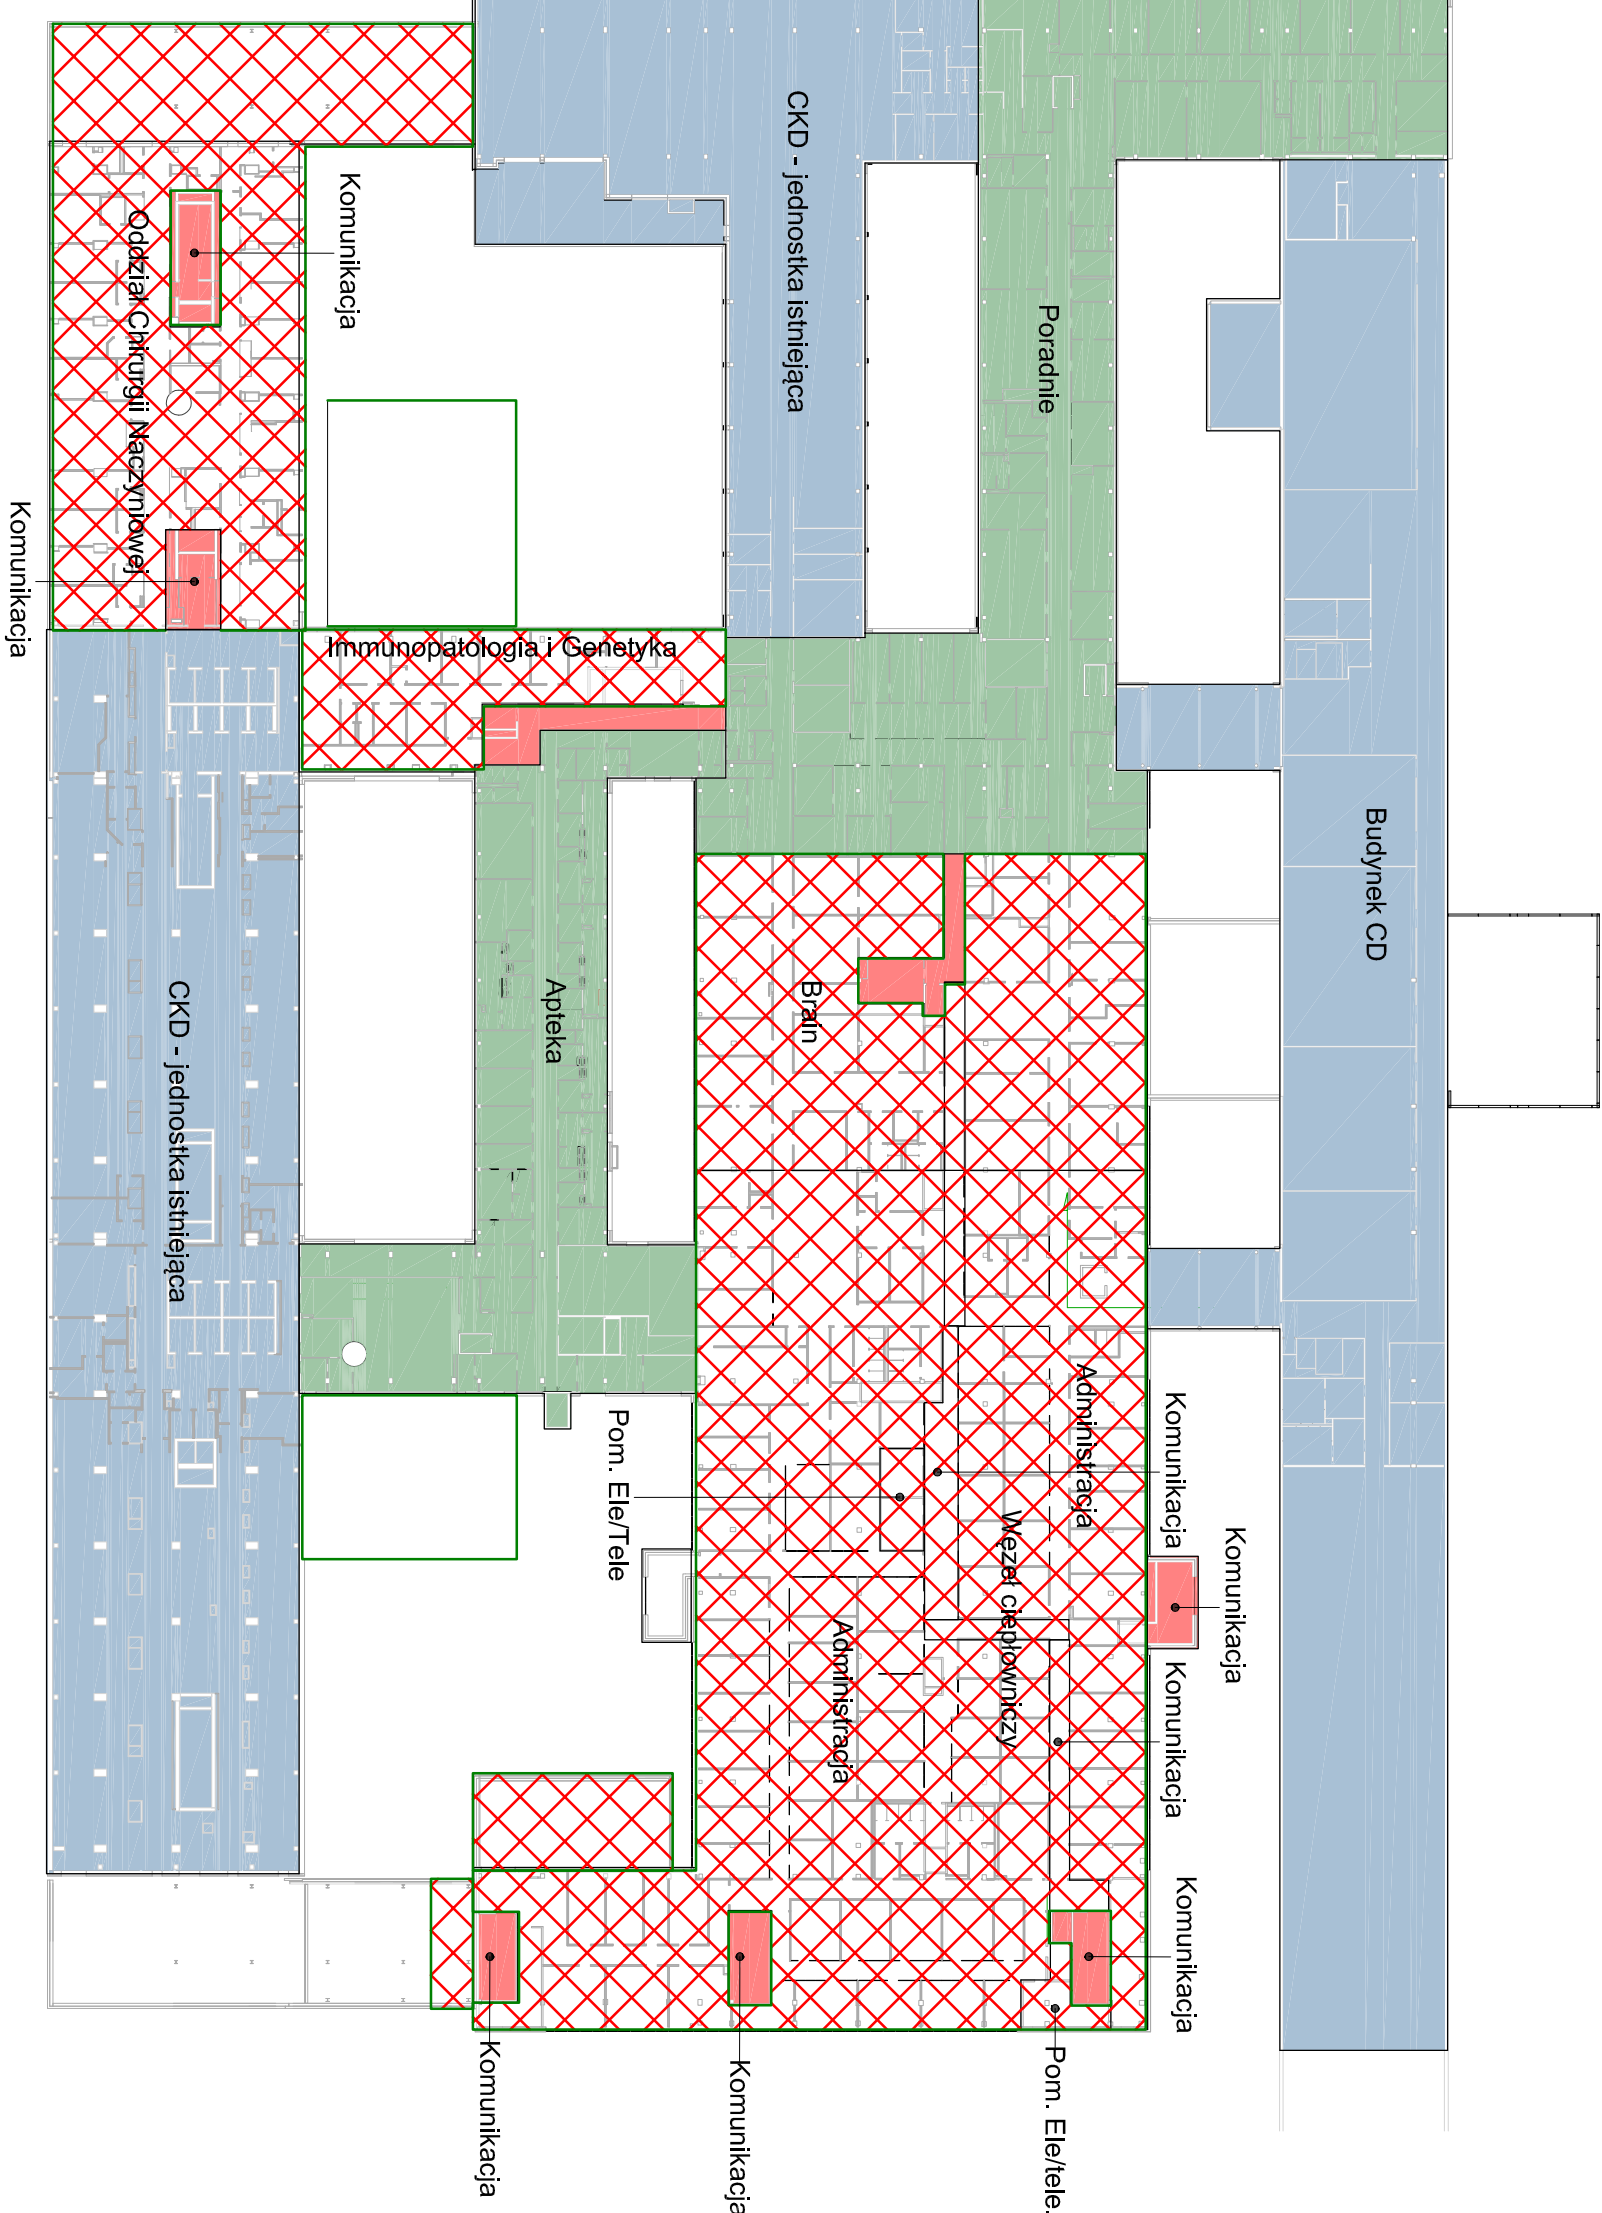 Komunikacja
Oddział Chirurgii Naczyniowej
Komunikacja
CKD - jednostka istniejąca
Poradnie
Immunopatologia i Genetyka
Budynek CD
CKD - jednostka istniejąca
Apteka
Brain
Administracja
Komunikacja
Pom. Ele/Tele
Węzeł ciepłowniczy
Komunikacja
Administracja
Komunikacja
Komunikacja
Komunikacja
Komunikacja
Pom. Ele/tele.